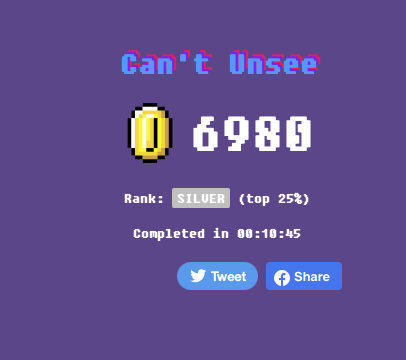 Can't Unsee
6980
Rank: SILVER (top 25%)
Completed in 00:10:45
Tweet Share